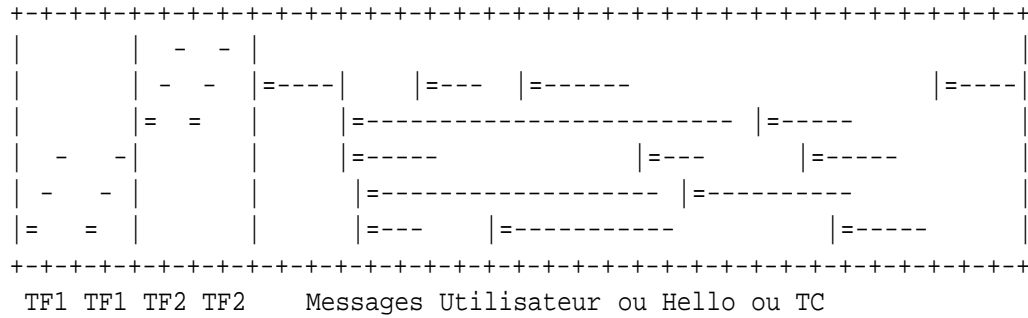 +-+-+-+-+-+-+-+-+-+-+-+-+-+-+-+-+-+-+-+-+-+-+-+-+-+-+-+-+-+-+-+-+-+-+
|       |  -  - |                                                    |
|       | -  -  |=----|     |=---  |=------                    |=----|
|       |=  =   |     |=------------------------- |=-----            |
|  -   -|       |     |=-----             |=---      |=-----         |
| -   - |       |      |=------------------- |=----------            |
|=   =  |       |      |=---    |=-----------          |=-----       |
+-+-+-+-+-+-+-+-+-+-+-+-+-+-+-+-+-+-+-+-+-+-+-+-+-+-+-+-+-+-+-+-+-+-+
TF1 TF1 TF2 TF2 Messages Utilisateur ou Hello ou TC